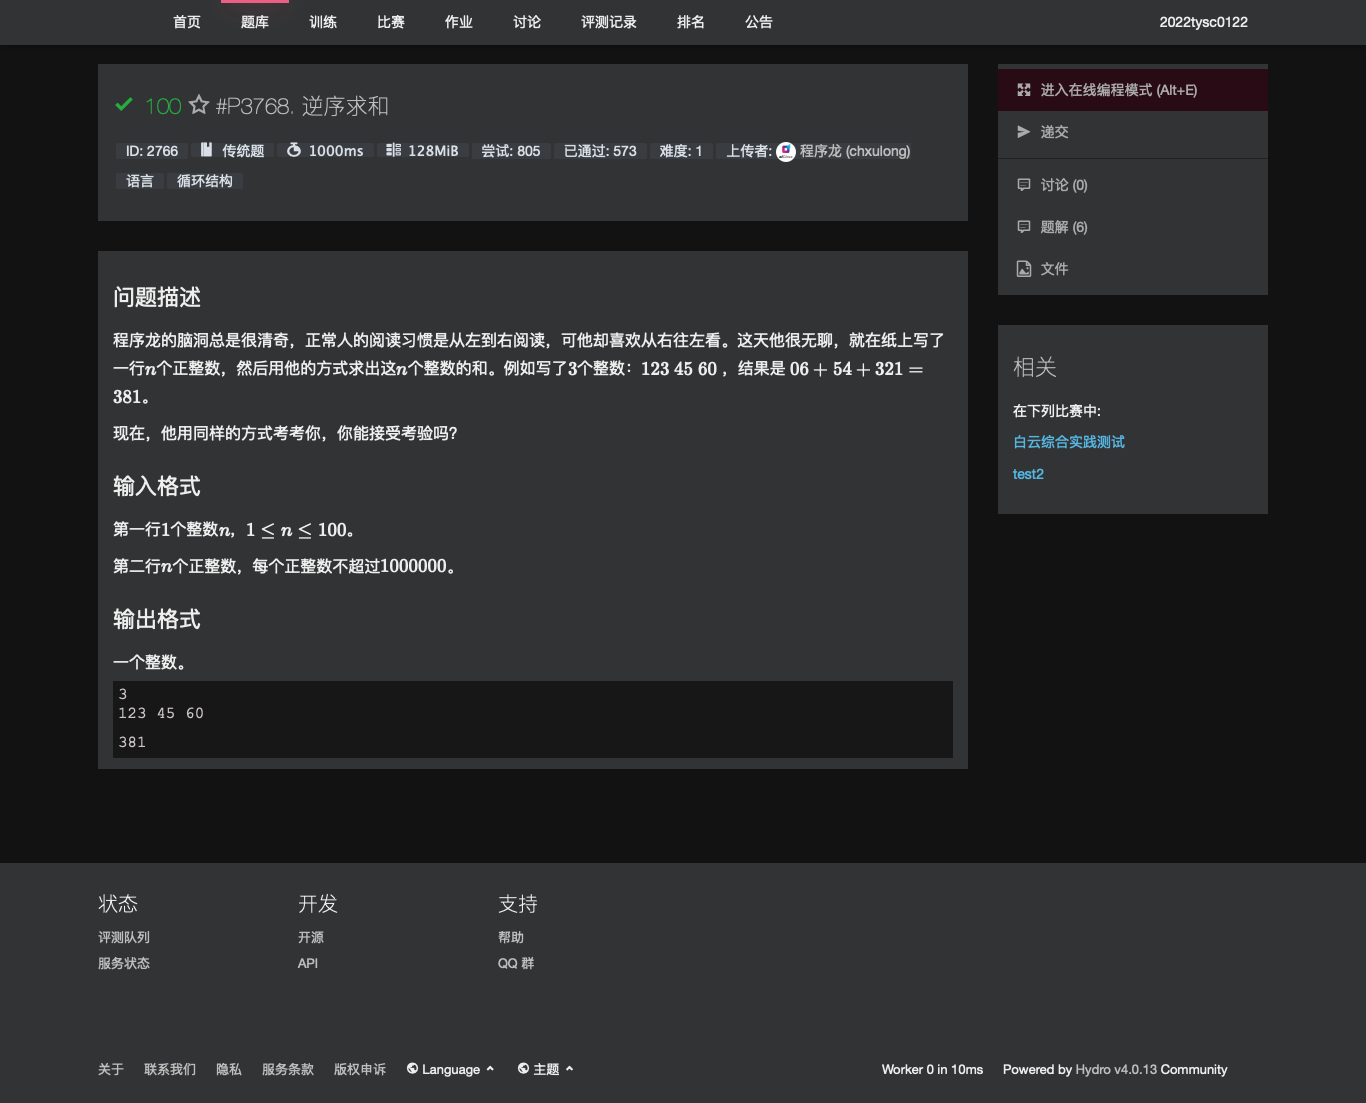 首页 题库 训练 比赛 作业 讨论 评测记录 排名 公告 2022tysc0122
100 #P3768. 逆序求和
ID: 2766 传统题 1000ms 128MiB 尝试: 805 已通过: 573 难度: 1 上传者: 程序龙 (chxulong)
语言 循环结构
问题描述
程序龙的脑洞总是很清奇，正常人的阅读习惯是从左到右阅读，可他却喜欢从右往左看。这天他很无聊，就在纸上写了
一行n个正整数，然后用他的方式求出这n个整数的和。例如写了3个整数：123 45 60 ，结果是 06 + 54 + 321 =
381。
现在，他用同样的方式考考你，你能接受考验吗?
输入格式
第一行1个整数n，1 ≤ n ≤ 100。
第二行n个正整数，每个正整数不超过1000000。
输出格式
一个整数。
3
123 45 60
381
进入在线编程模式 (Alt+E)
递交
讨论 (0)
题解 (6)
文件
相关
在下列比赛中:
白云综合实践测试
test2
状态 开发 支持
评测队列 开源 帮助
服务状态 API QQ 群
关于 联系我们 隐私 服务条款 版权申诉 Language 主题 Worker 0 in 10ms Powered by Hydro v4.0.13 Community